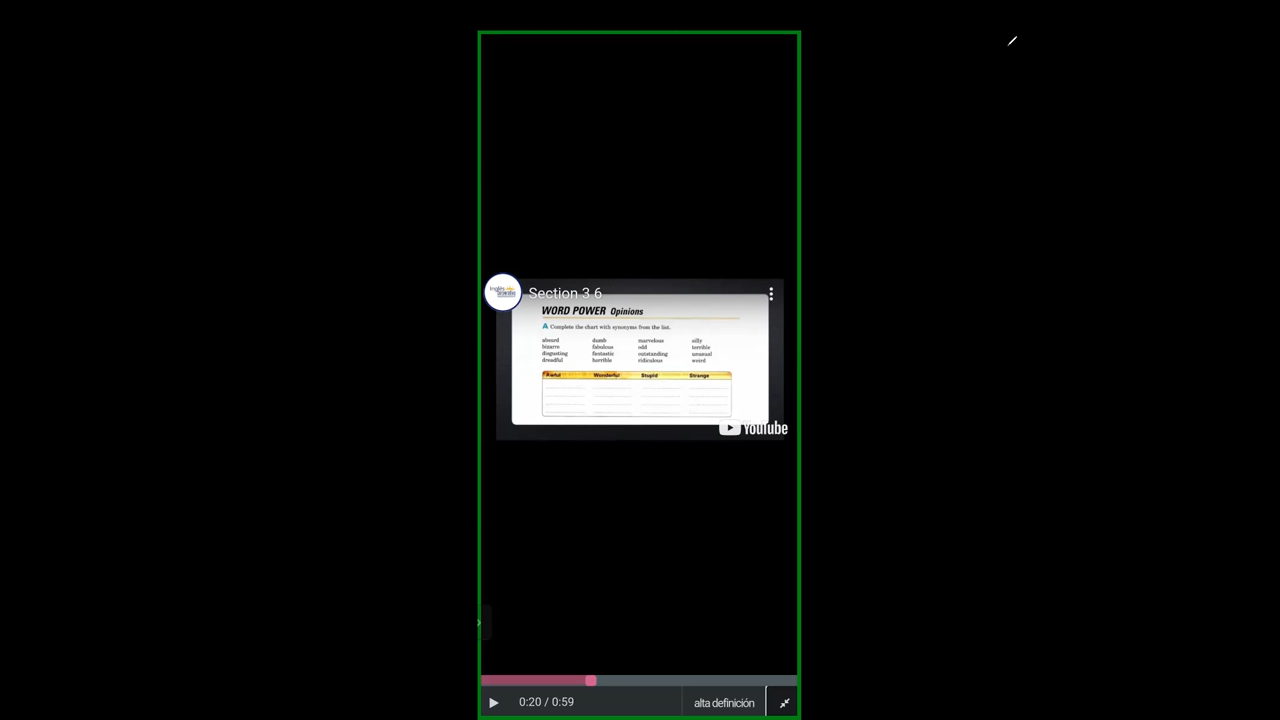 Section 3 6
WORD POWER Opinions
A Complete the chart with synonyms from the list.
absurd dumb marvelous silly
bizarre fabulous odd terrible
disgusting fantastic outstanding unusual
dreadful horrible ridiculous weird
Awful Wonderful Stupid Strange
YouTube
0:20 / 0:59
alta definición